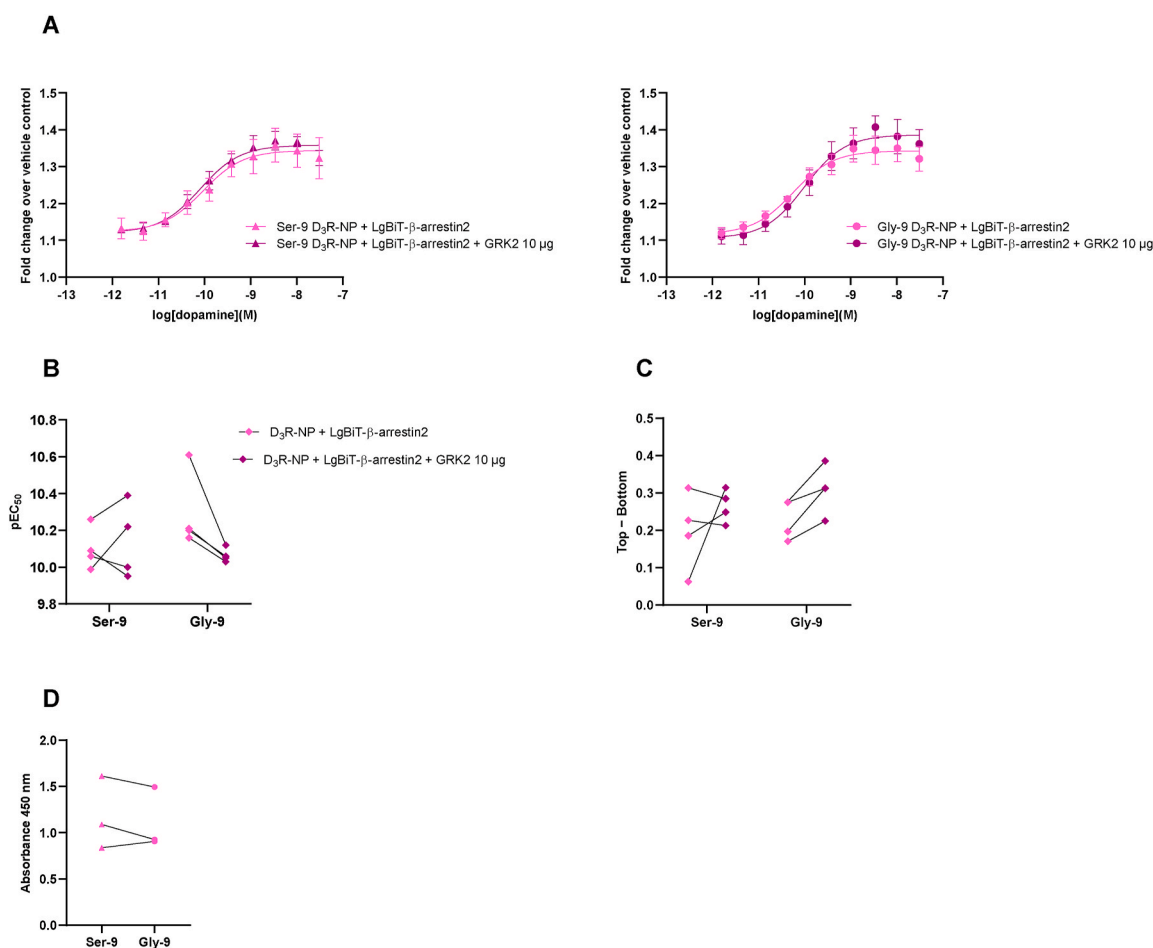 A
Fold change over vehicle control
1.5
1.4
1.3
1.2
1.1
1.0
-13
-12
-11
-10
-9
-8
-7
log[dopamine](M)
Ser-9 D₃R-NP + LgBiT-β-arrestin2
Ser-9 D₃R-NP + LgBiT-β-arrestin2 + GRK2 10 µg
Fold change over vehicle control
1.5
1.4
1.3
1.2
1.1
1.0
-13
-12
-11
-10
-9
-8
-7
log[dopamine](M)
Gly-9 D₃R-NP + LgBiT-β-arrestin2
Gly-9 D₃R-NP + LgBiT-β-arrestin2 + GRK2 10 µg
B
pEC₅₀
10.8
10.6
10.4
10.2
10.0
9.8
Ser-9
Gly-9
D₃R-NP + LgBiT-β-arrestin2
D₃R-NP + LgBiT-β-arrestin2 + GRK2 10 µg
C
Top − Bottom
0.5
0.4
0.3
0.2
0.1
0.0
Ser-9
Gly-9
D
Absorbance 450 nm
2.0
1.5
1.0
0.5
0.0
Ser-9
Gly-9